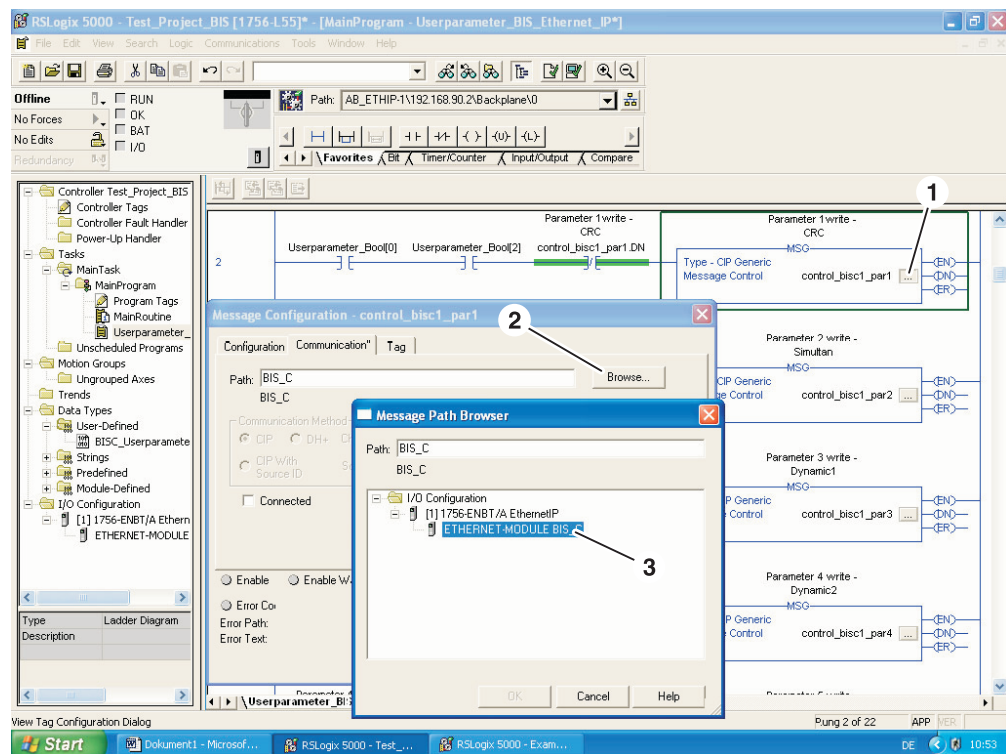 RSLogix 5000 - Test_Project_BIS [1756-L55]* - [MainProgram - Userparameter_BIS_Ethernet_IP*]
File Edit View Search Logic Communications Tools Window Help
Offline
RUN
No Forces
OK
No Edits
BAT
Redundancy
I/O
Path: AB_ETHIP-1\192.168.90.2\Backplane\0
Favorites Bit Timer/Counter Input/Output Compare
Controller Test_Project_BIS
Controller Tags
Controller Fault Handler
Power-Up Handler
Tasks
MainTask
MainProgram
Program Tags
MainRoutine
Userparameter_
Unscheduled Programs
Motion Groups
Ungrouped Axes
Trends
Data Types
User-Defined
BISC_Userparamete
Strings
Predefined
Module-Defined
I/O Configuration
[1] 1756-ENBT/A Ethern
ETHERNET-MODULE
Type Ladder Diagram
Description
2
Userparameter_Bool[0]
Userparameter_Bool[2]
Parameter 1 write -
CRC
control_bisc1_par1.DN
Parameter 1 write -
CRC
MSG
Type - CIP Generic
Message Control control_bisc1_par1 ...
(EN)
(DN)
(ER)
1
Parameter 2 write -
Simultan
MSG
CIP Generic
Control control_bisc1_par2 ...
(EN)
(DN)
(ER)
Parameter 3 write -
Dynamic1
MSG
P Generic
Control control_bisc1_par3 ...
(EN)
(DN)
(ER)
Parameter 4 write -
Dynamic2
MSG
P Generic
Control control_bisc1_par4 ...
(EN)
(DN)
(ER)
Message Configuration - control_bisc1_par1
2
Configuration Communication* Tag
Path: BIS_C
Browse...
BIS_C
Communication Method
CIP DH+
CIP With
Source ID
Connected
Enable Enable W
Error Co
Error Path:
Error Text:
Message Path Browser
Path: BIS_C
BIS_C
I/O Configuration
[1] 1756-ENBT/A EthernetIP
ETHERNET-MODULE BIS_C
3
OK Cancel Help
Userparameter_BIS
View Tag Configuration Dialog
Rung 2 of 22
APP VER
Start
Dokument1 - Microsof...
RSLogix 5000 - Test_...
RSLogix 5000 - Exam...
DE
10:53